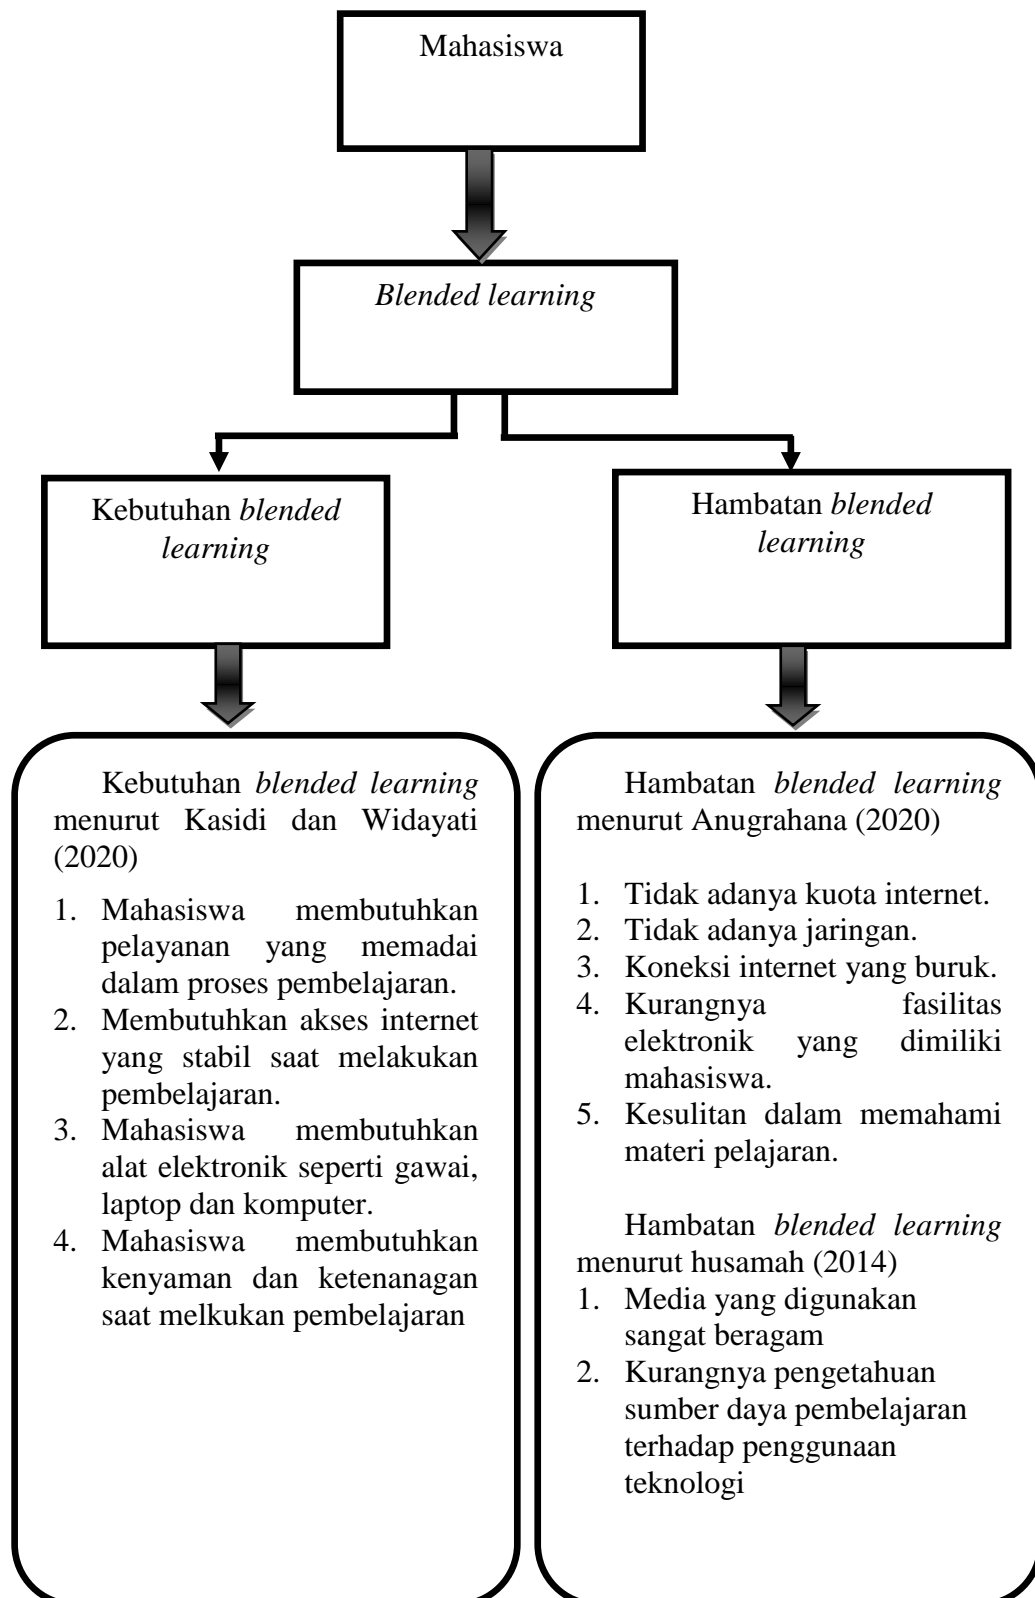 Mahasiswa
Blended learning
Kebutuhan blended
learning
Hambatan blended
learning
Kebutuhan blended learning
menurut Kasidi dan Widayati
(2020)
1. Mahasiswa membutuhkan
pelayanan yang memadai
dalam proses pembelajaran.
2. Membutuhkan akses internet
yang stabil saat melakukan
pembelajaran.
3. Mahasiswa membutuhkan
alat elektronik seperti gawai,
laptop dan komputer.
4. Mahasiswa membutuhkan
kenyaman dan ketenanagan
saat melkukan pembelajaran
Hambatan blended learning
menurut Anugrahana (2020)
1. Tidak adanya kuota internet.
2. Tidak adanya jaringan.
3. Koneksi internet yang buruk.
4. Kurangnya fasilitas
elektronik yang dimiliki
mahasiswa.
5. Kesulitan dalam memahami
materi pelajaran.
Hambatan blended learning
menurut husamah (2014)
1. Media yang digunakan
sangat beragam
2. Kurangnya pengetahuan
sumber daya pembelajaran
terhadap penggunaan
teknologi